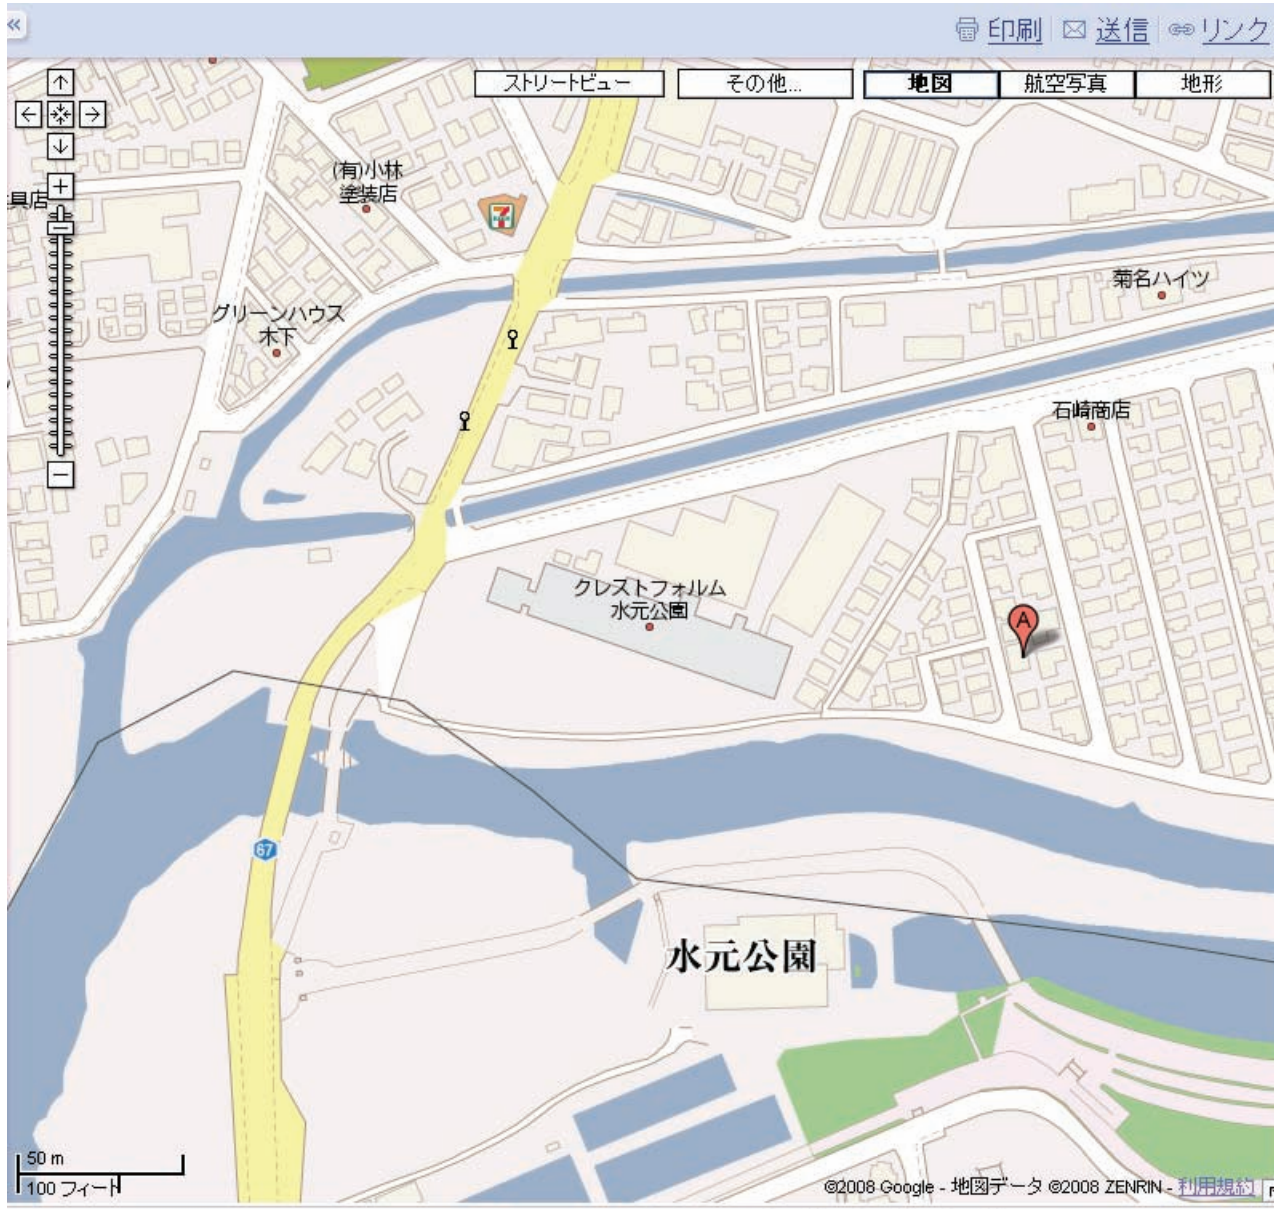 «
印刷 送信 リンク
ストリートビュー その他... 地図 航空写真 地形
(有)小林
塗装店
具店
7
菊名ハイツ
グリーンハウス
木下
石崎商店
クレストフォルム
水元公園
A
67
水元公園
50 m
100 フィート
©2008 Google - 地図データ ©2008 ZENRIN - 利用規約